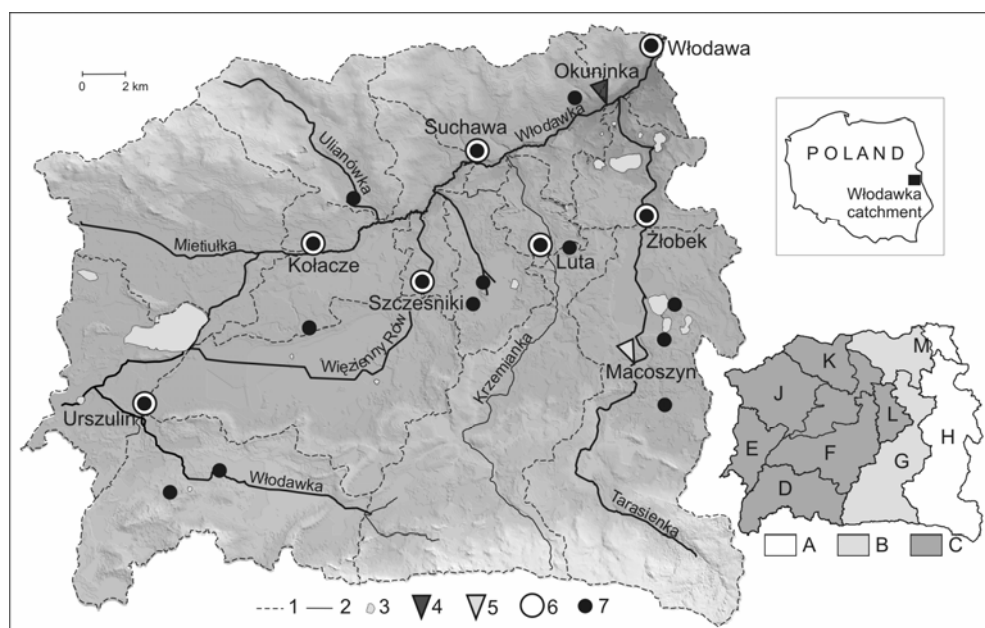 0 2 km
Włodawa
Okuninka
Włodawka
Suchawa
Ulianówka
POLAND
Włodawka
catchment
Mietiułka
Kołacze
Luta
Żłobek
Szcześniki
Więzienny Rów
Krzemianka
Macoszyn
Urszulin
Włodawka
Tarasienka
M
K
J
L
H
E
F
G
D
A B C
1 2 3 4 5 6 7